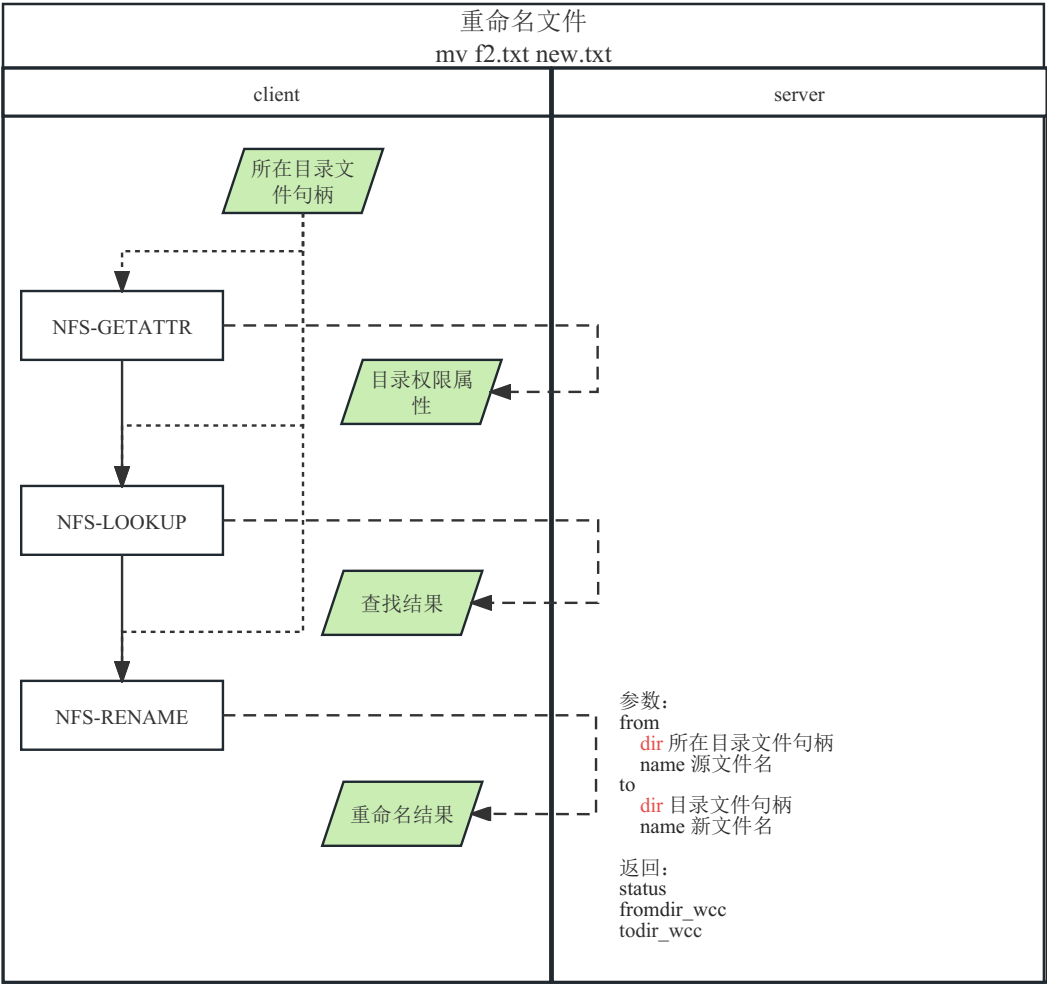 重命名文件
mv f2.txt new.txt
client
server
所在目录文
件句柄
NFS-GETATTR
目录权限属
性
NFS-LOOKUP
查找结果
NFS-RENAME
重命名结果
参数：
from
dir 所在目录文件句柄
name 源文件名
to
dir 目录文件句柄
name 新文件名
返回：
status
fromdir_wcc
todir_wcc